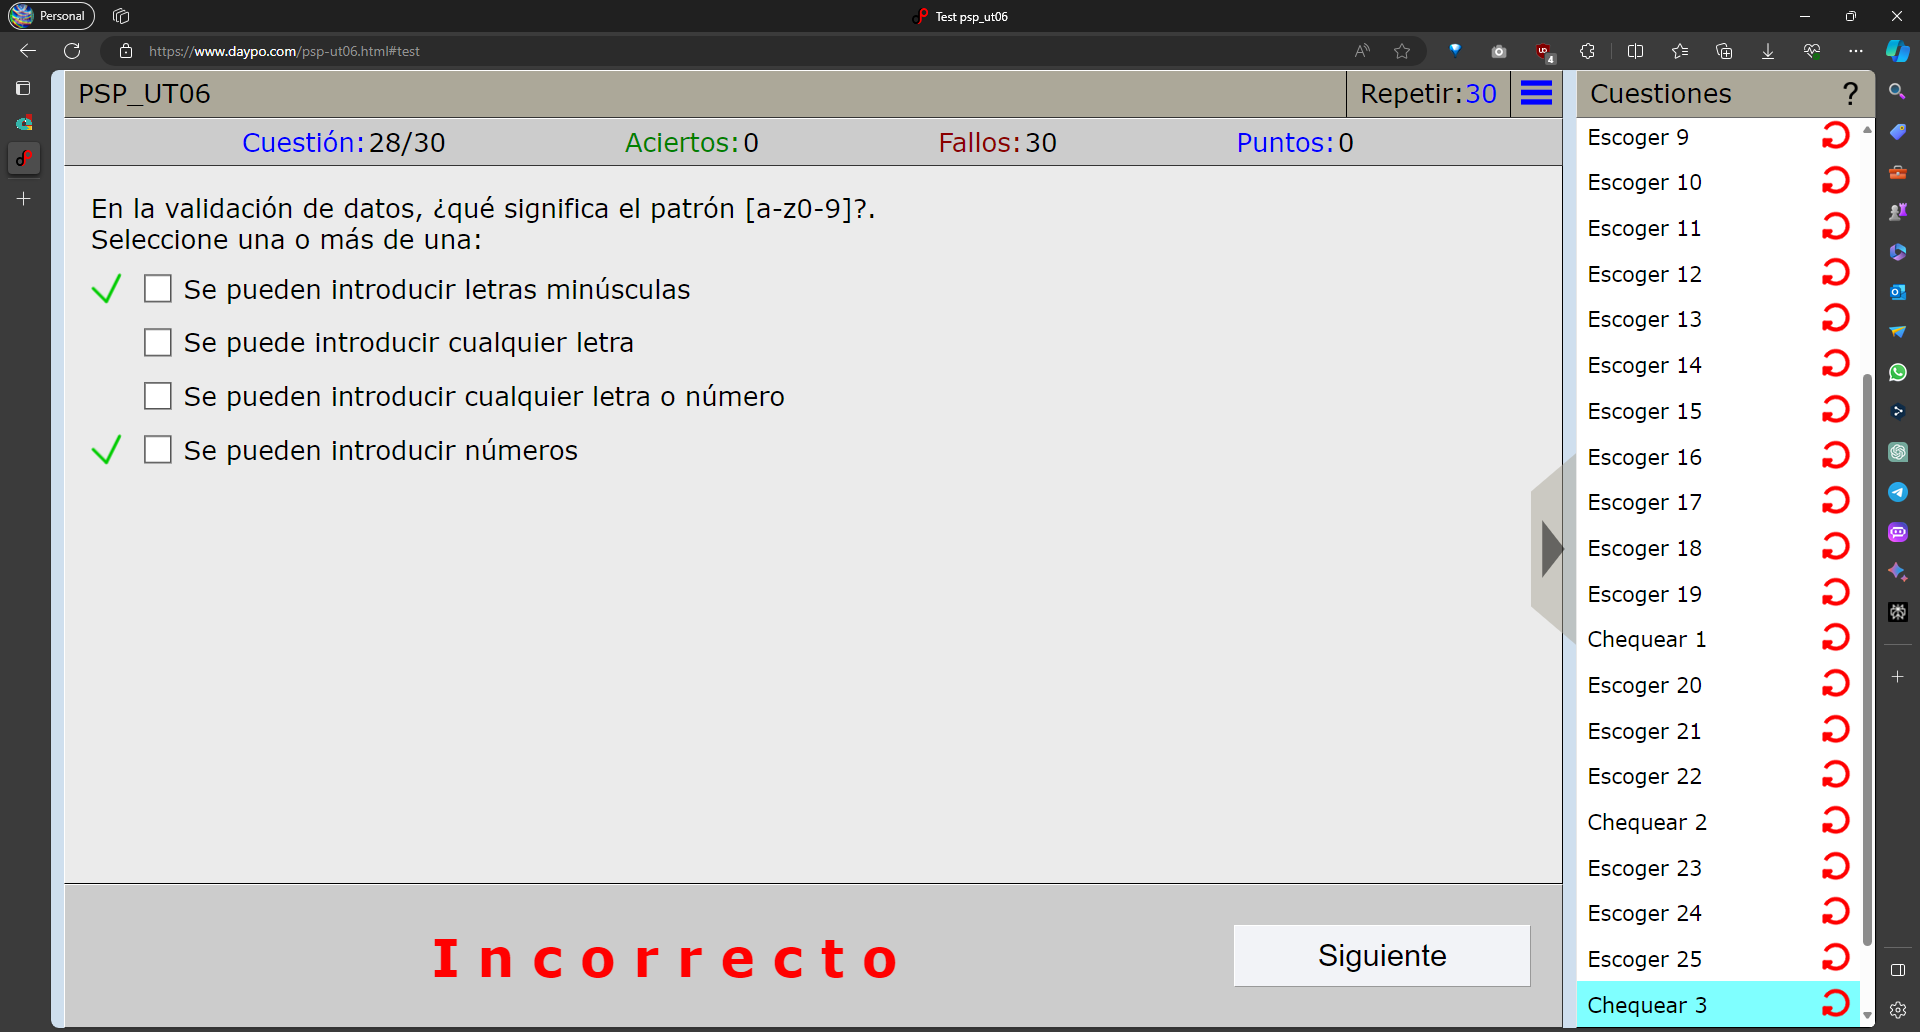 Personal
Test psp_ut06
https://www.daypo.com/psp-ut06.html#test
4
PSP_UT06
Repetir:30
Cuestiones
?
Cuestión:28/30
Aciertos:0
Fallos:30
Puntos:0
En la validación de datos, ¿qué significa el patrón [a-z0-9]?.
Seleccione una o más de una:
Se pueden introducir letras minúsculas
Se puede introducir cualquier letra
Se pueden introducir cualquier letra o número
Se pueden introducir números
Incorrecto
Siguiente
Escoger 9
Escoger 10
Escoger 11
Escoger 12
Escoger 13
Escoger 14
Escoger 15
Escoger 16
Escoger 17
Escoger 18
Escoger 19
Chequear 1
Escoger 20
Escoger 21
Escoger 22
Chequear 2
Escoger 23
Escoger 24
Escoger 25
Chequear 3